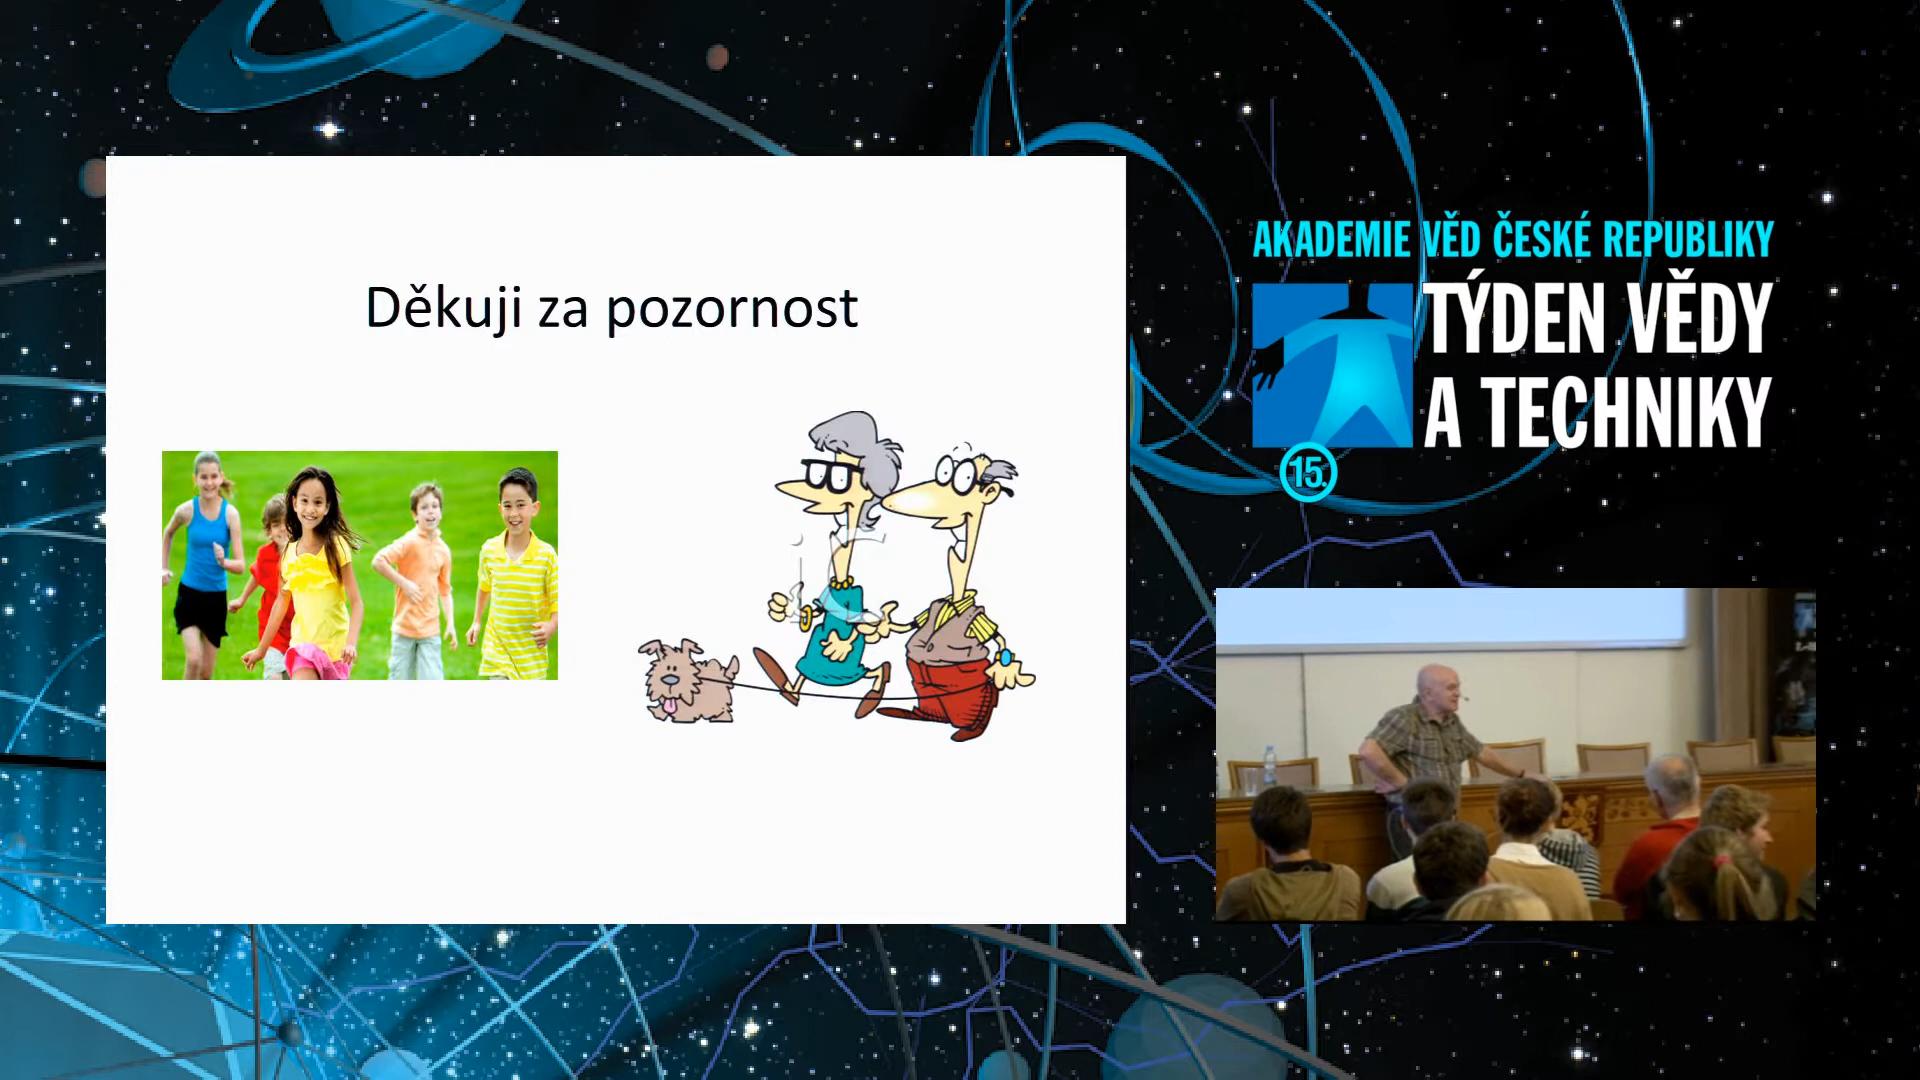 Děkuji za pozornost
AKADEMIE VĚD ČESKÉ REPUBLIKY
TÝDEN VĚDY
A TECHNIKY
15.